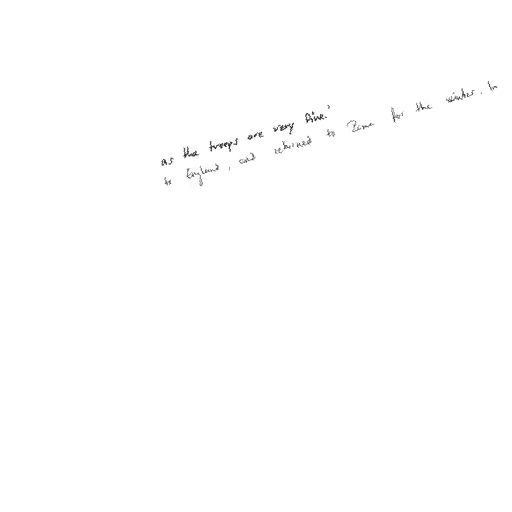 as the troops are very fine."
to England, and returned to Rome for the winter. In